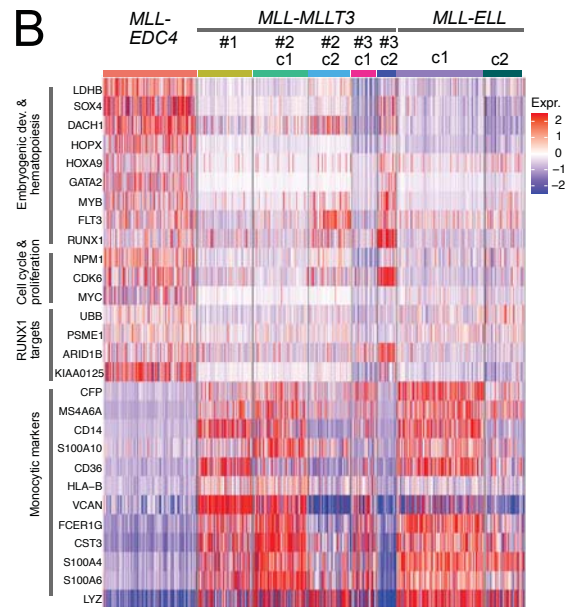 B
MLL-
EDC4
MLL-MLLT3
MLL-ELL
#1
#2
c1
#2
c2
#3
c1
#3
c2
c1
c2
Embryogenic dev. &
hematopoiesis
LDHB
SOX4
DACH1
HOPX
HOXA9
GATA2
MYB
FLT3
RUNX1
Cell cycle &
proliferation
NPM1
CDK6
MYC
RUNX1
targets
UBB
PSME1
ARID1B
KIAA0125
Monocytic markers
CFP
MS4A6A
CD14
S100A10
CD36
HLA-B
VCAN
FCER1G
CST3
S100A4
S100A6
LYZ
Expr.
2
1
0
−1
−2